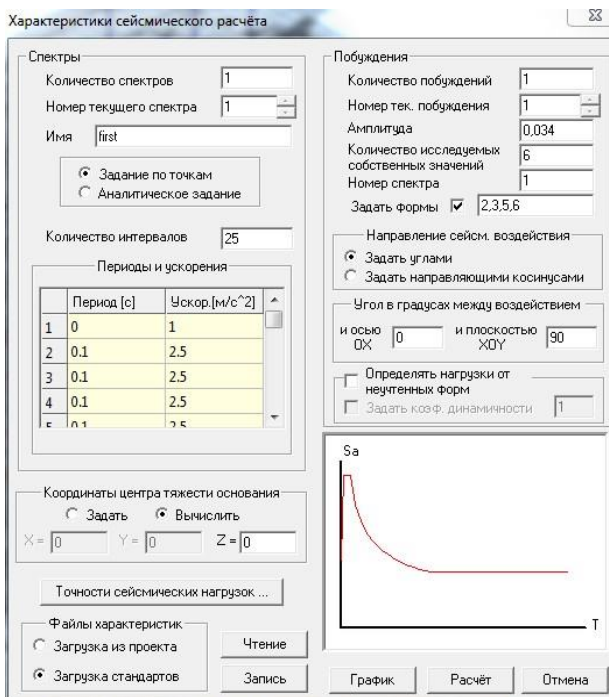 Характеристики сейсмического расчёта
Спектры
Количество спектров 1
Номер текущего спектра 1
Имя first
Задание по точкам
Аналитическое задание
Количество интервалов 25
Периоды и ускорения
Период [с] Ускор.[м/с^2]
1 0 1
2 0.1 2.5
3 0.1 2.5
4 0.1 2.5
5 0.1 2.5
Координаты центра тяжести основания
Задать Вычислить
X = 0 Y = 0 Z = 0
Точности сейсмических нагрузок ...
Файлы характеристик
Загрузка из проекта
Загрузка стандартов
Чтение
Запись
Побуждения
Количество побуждений 1
Номер тек. побуждения 1
Амплитуда 0,034
Количество исследуемых
собственных значений 6
Номер спектра 1
Задать формы 2,3,5,6
Направление сейсм. воздействия
Задать углами
Задать направляющими косинусами
Угол в градусах между воздействием
и осью
OX 0
и плоскостью
XOY 90
Определять нагрузки от
неучтенных форм
Задать коэф. динамичности 1
Sa
T
График Расчёт Отмена